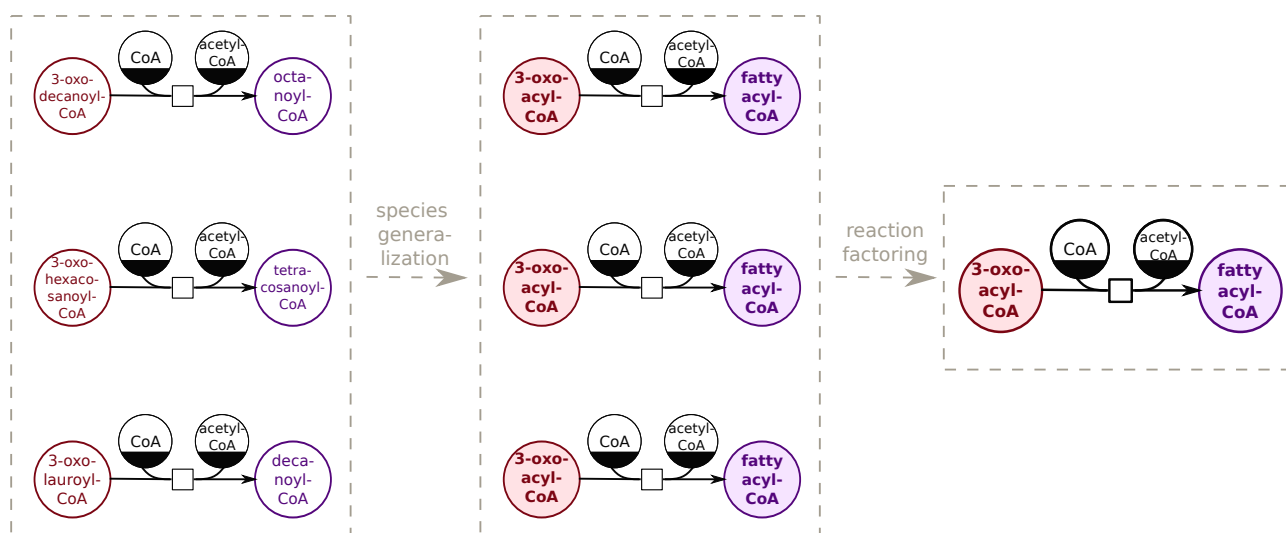 CoA
acetyl-
CoA
3-oxo-
decanoyl-
CoA
octa-
noyl-
CoA
CoA
acetyl-
CoA
3-oxo-
hexaco-
sanoyl-
CoA
tetra-
cosanoyl-
CoA
CoA
acetyl-
CoA
3-oxo-
lauroyl-
CoA
deca-
noyl-
CoA
species
genera-
lization
CoA
acetyl-
CoA
3-oxo-
acyl-
CoA
fatty
acyl-
CoA
CoA
acetyl-
CoA
3-oxo-
acyl-
CoA
fatty
acyl-
CoA
CoA
acetyl-
CoA
3-oxo-
acyl-
CoA
fatty
acyl-
CoA
reaction
factoring
CoA
acetyl-
CoA
3-oxo-
acyl-
CoA
fatty
acyl-
CoA